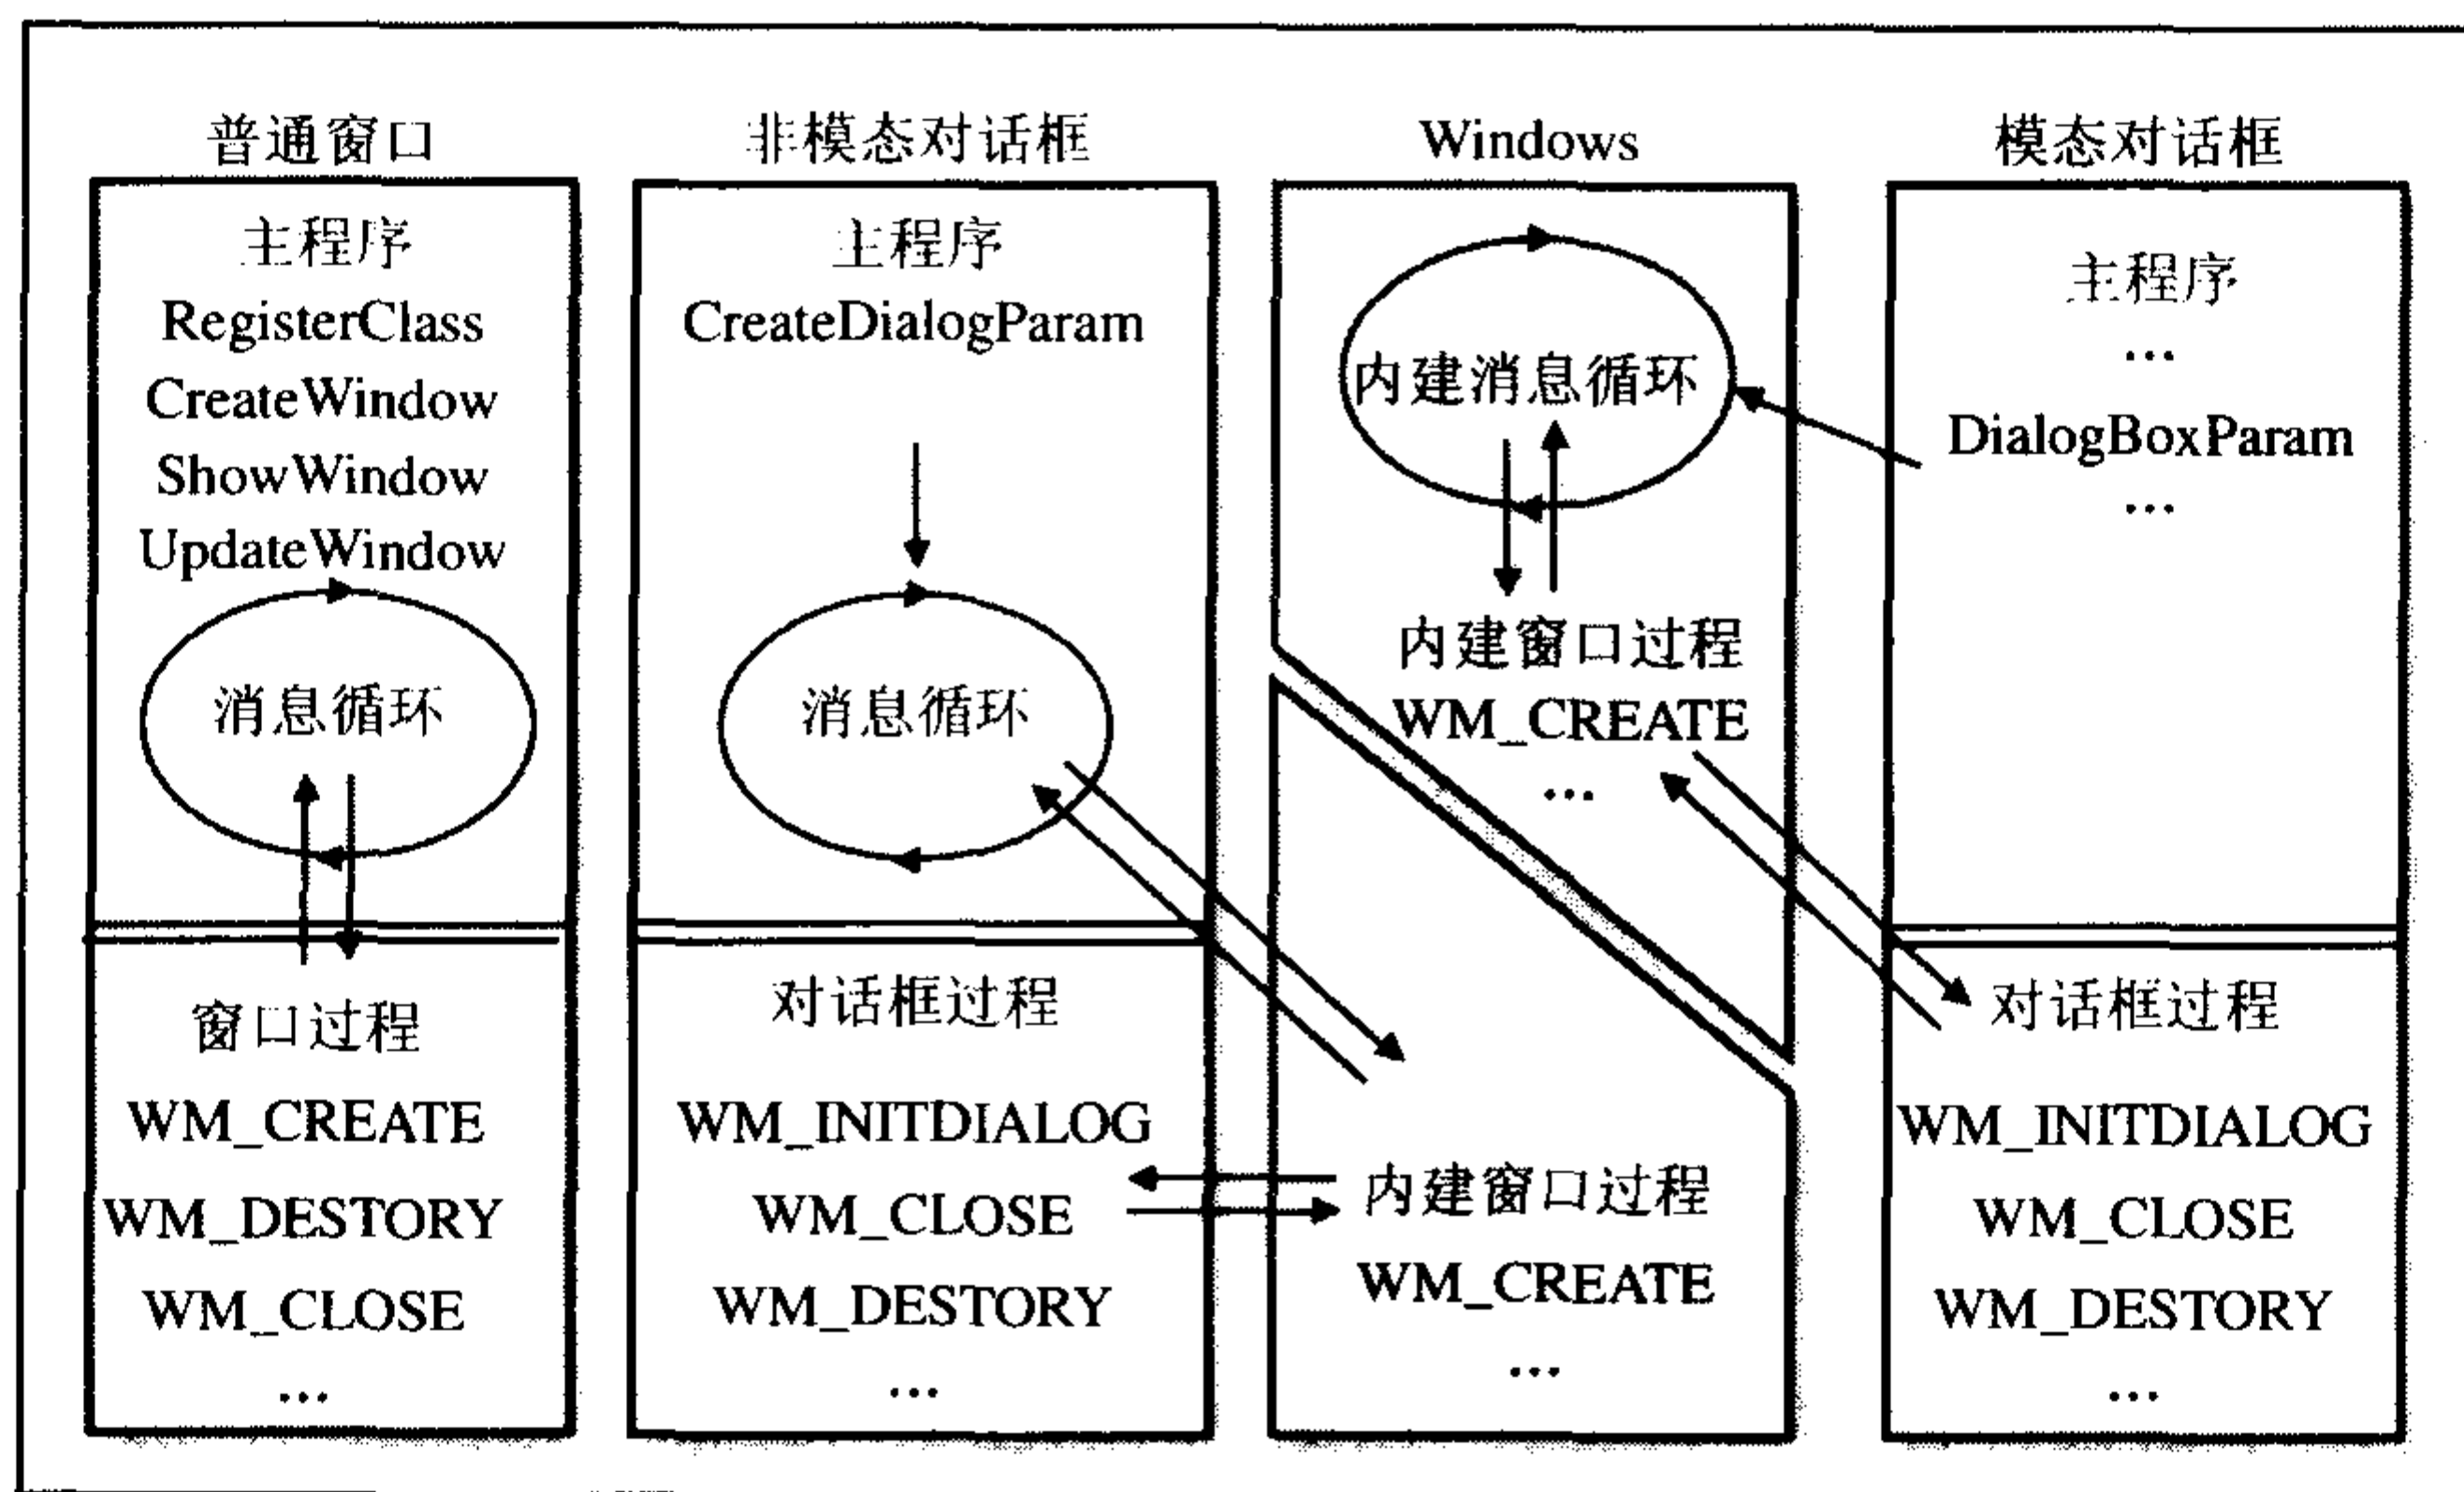 普通窗口
主程序
RegisterClass
CreateWindow
ShowWindow
UpdateWindow
消息循环
窗口过程
WM_CREATE
WM_DESTORY
WM_CLOSE
...
非模态对话框
主程序
CreateDialogParam
消息循环
对话框过程
WM_INITDIALOG
WM_CLOSE
WM_DESTORY
...
Windows
内建消息循环
内建窗口过程
WM_CREATE
...
内建窗口过程
WM_CREATE
...
模态对话框
主程序
...
DialogBoxParam
...
对话框过程
WM_INITDIALOG
WM_CLOSE
WM_DESTORY
...